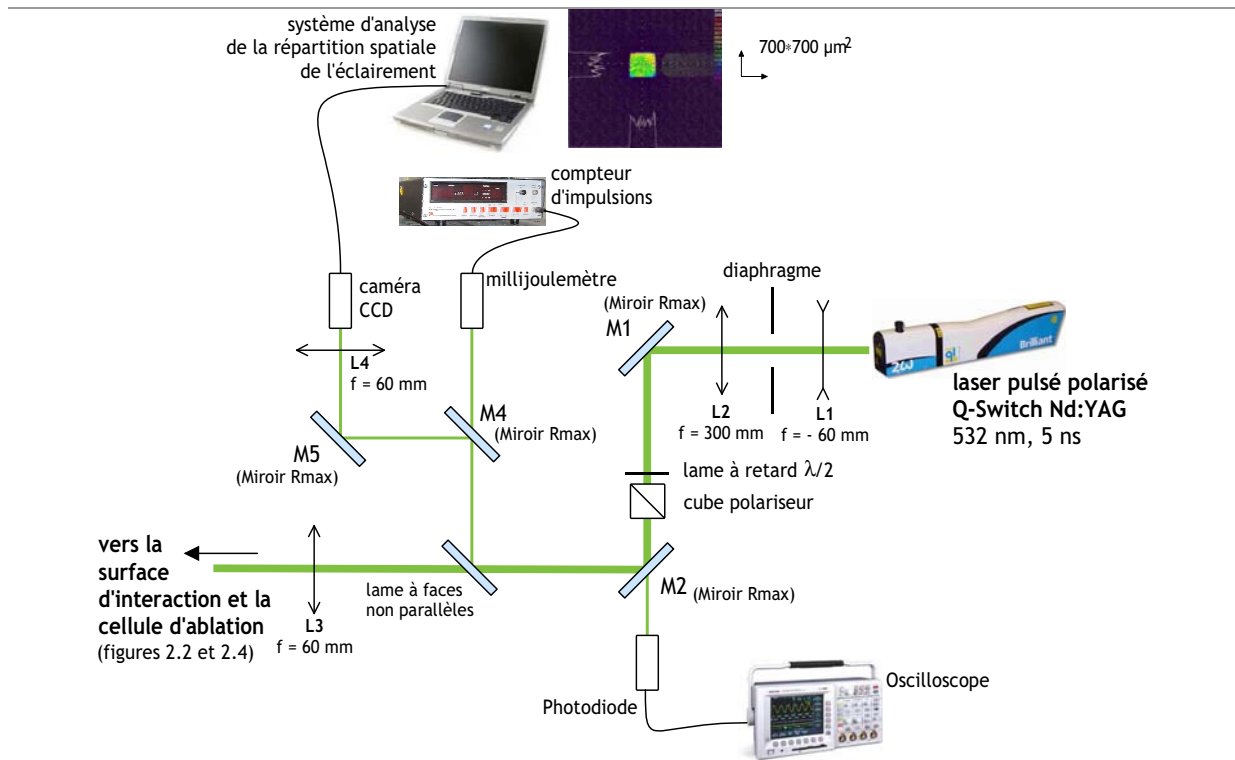 système d'analyse
de la répartition spatiale
de l'éclairement
700*700 µm²
compteur
d'impulsions
caméra
CCD
millijoulemètre
diaphragme
(Miroir Rmax)
M1
L4
f = 60 mm
L2
f = 300 mm
L1
f = - 60 mm
Brilliant
laser pulsé polarisé
Q-Switch Nd:YAG
532 nm, 5 ns
M4
(Miroir Rmax)
M5
(Miroir Rmax)
lame à retard λ/2
cube polariseur
vers la
surface
d'interaction et la
cellule d'ablation
(figures 2.2 et 2.4)
L3
f = 60 mm
lame à faces
non parallèles
M2 (Miroir Rmax)
Photodiode
Oscilloscope